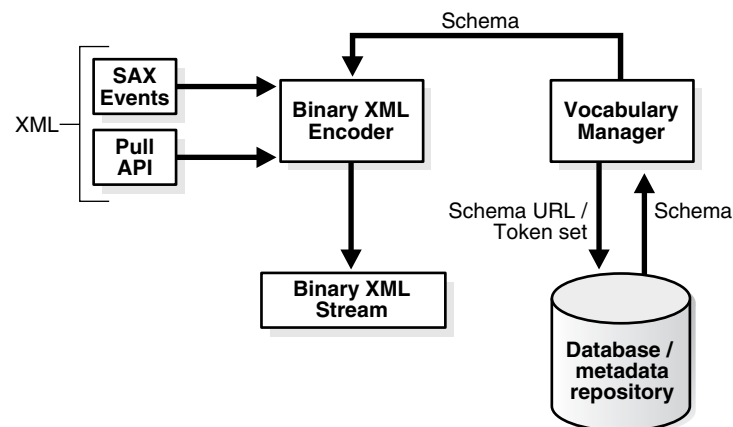 Schema
SAX
Events
XML
Pull
API
Binary XML
Encoder
Vocabulary
Manager
Schema URL /
Token set
Schema
Binary XML
Stream
Database /
metadata
repository